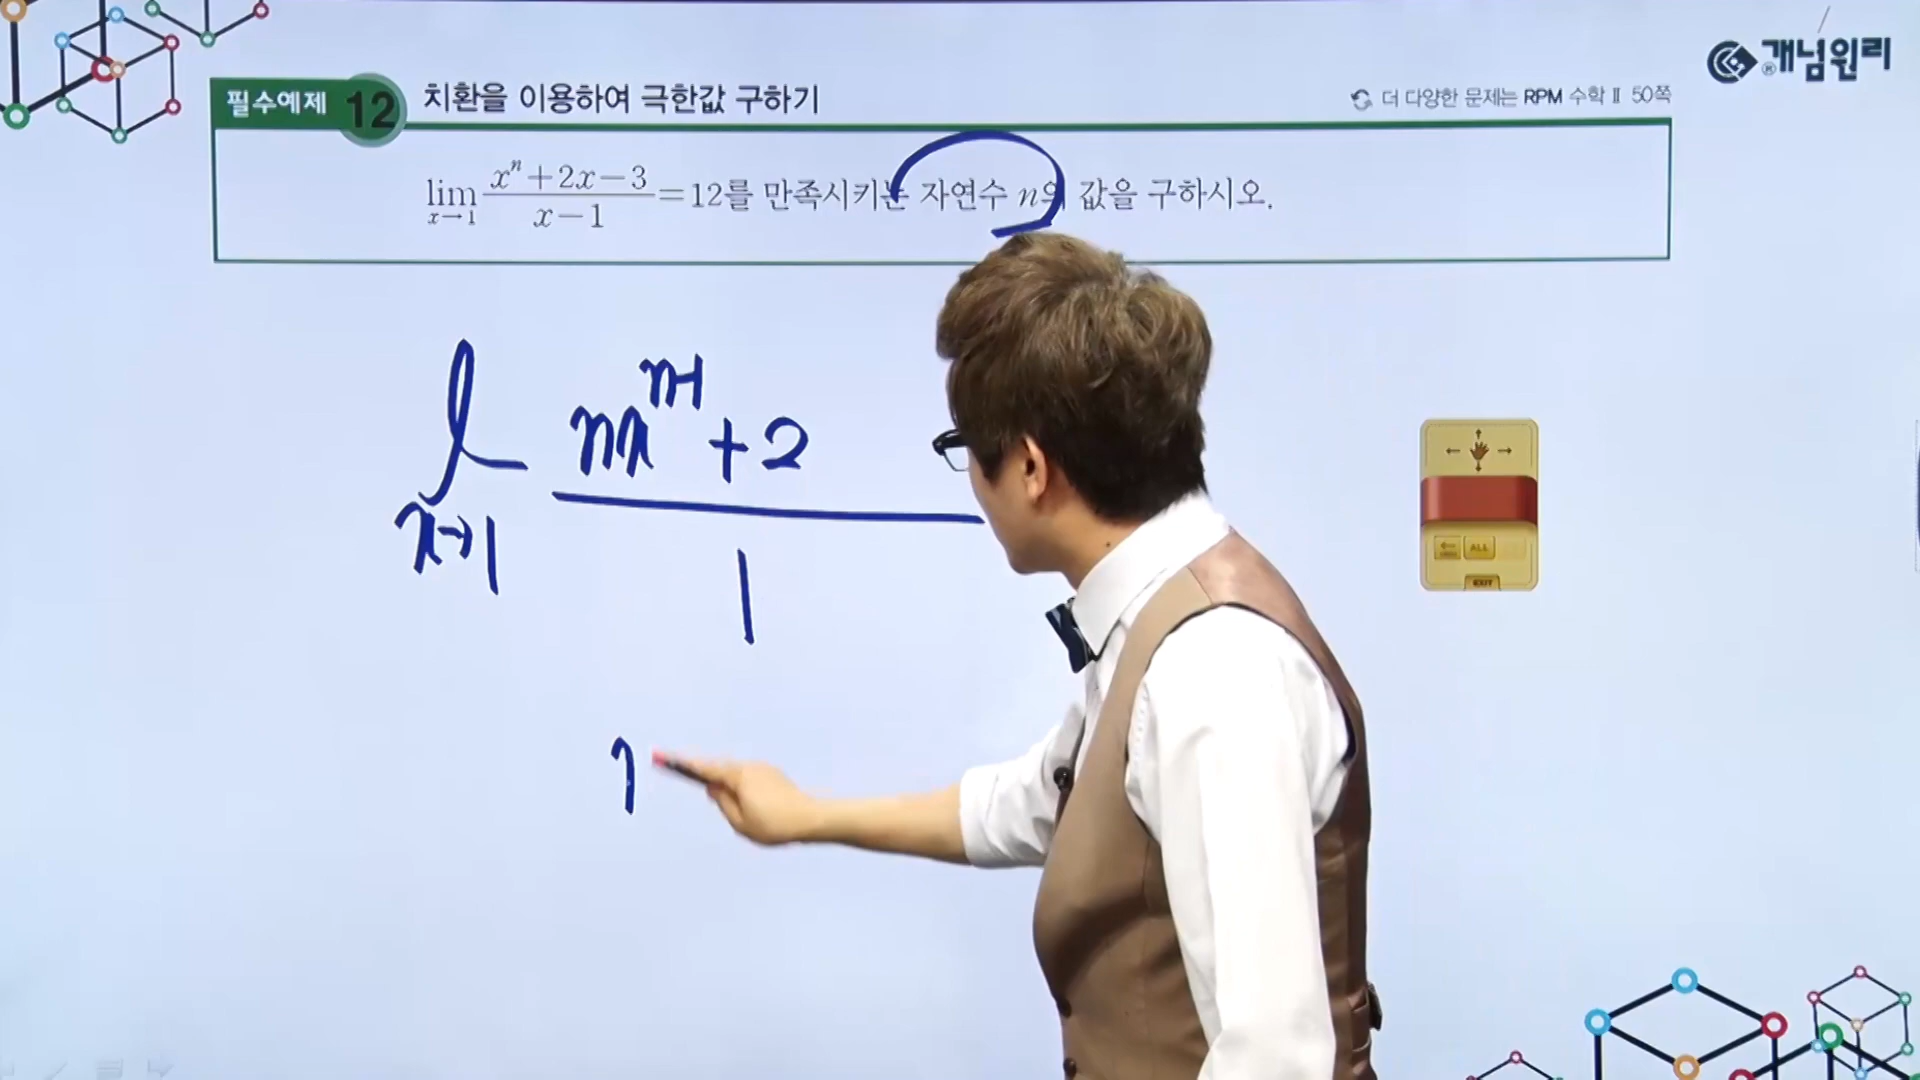 개념원리
필수예제 12 치환을 이용하여 극한값 구하기
더 다양한 문제는 RPM 수학 Ⅱ 50쪽
lim x→1 (x^n+2x−3)/(x−1)=12를 만족시키는 자연수 n의 값을 구하시오.
l x→1 (nx^{n-1}+2)/1
ALL
EXIT